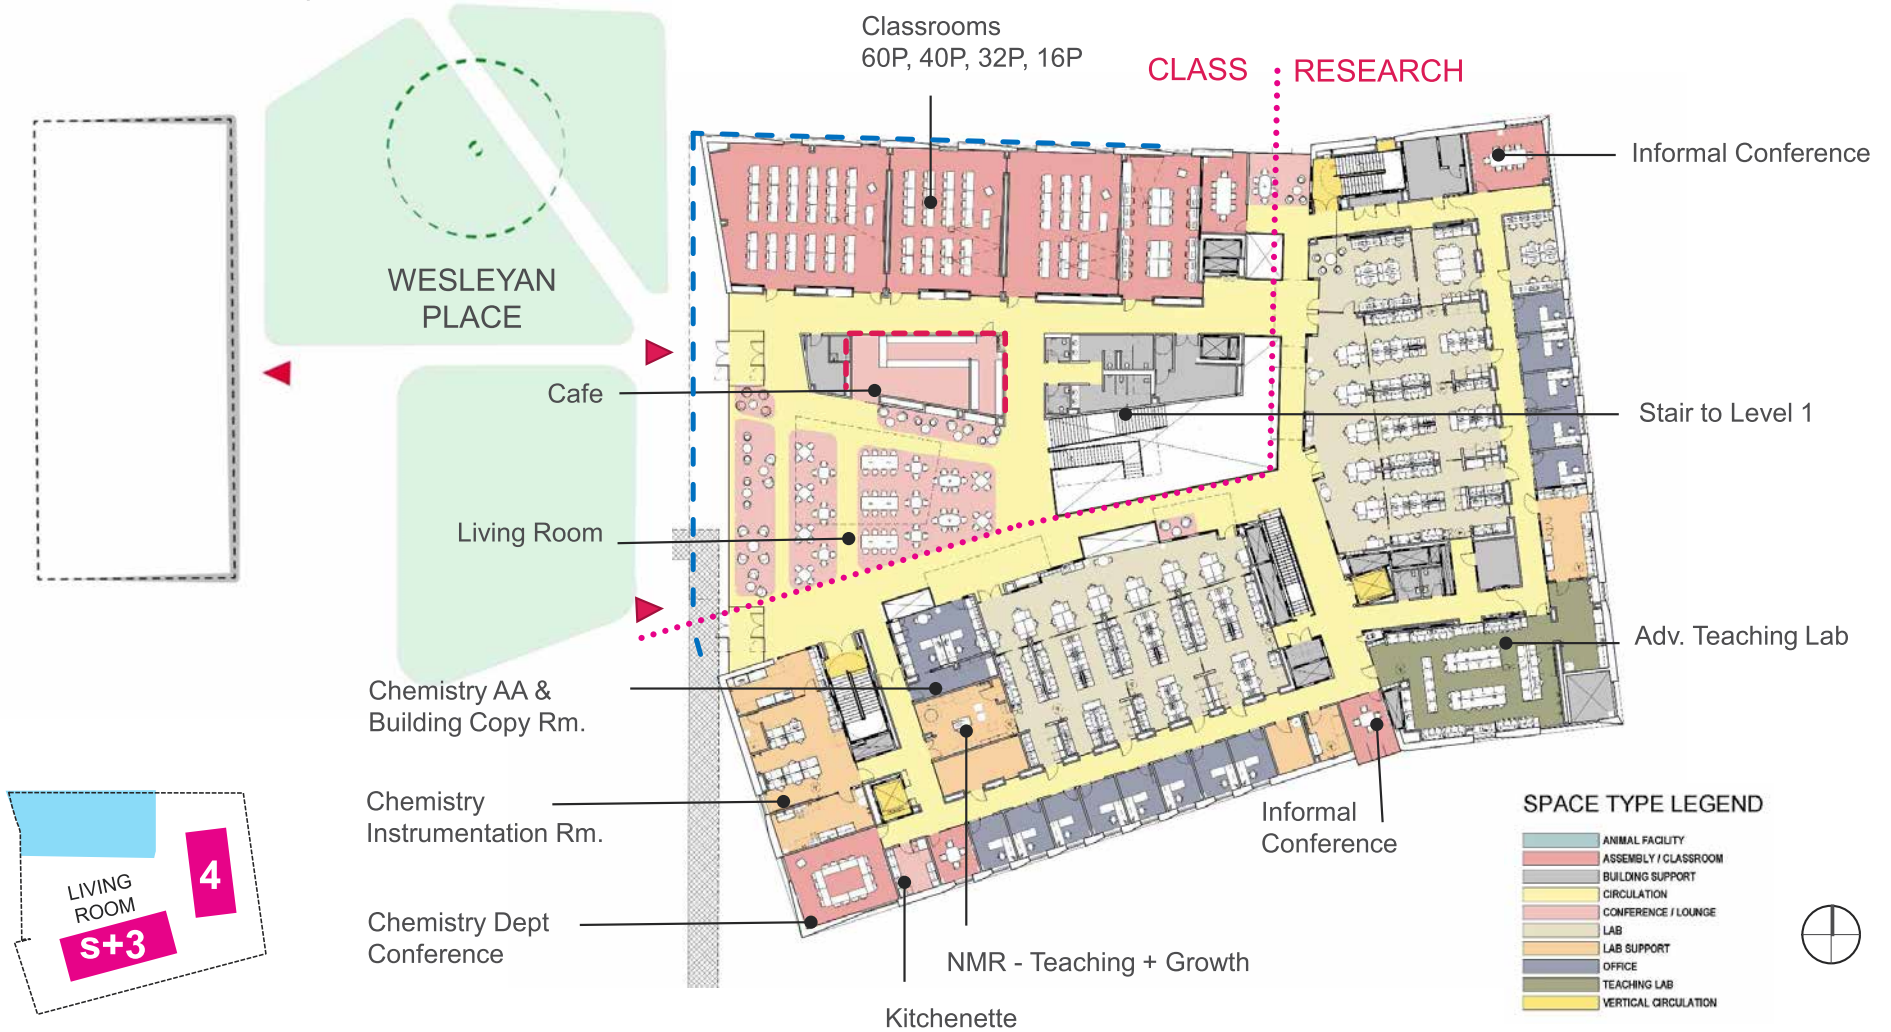 Classrooms
60P, 40P, 32P, 16P
CLASS
RESEARCH
Informal Conference
WESLEYAN
PLACE
Cafe
Stair to Level 1
Living Room
Adv. Teaching Lab
Chemistry AA &
Building Copy Rm.
Chemistry
Instrumentation Rm.
Informal
Conference
Chemistry Dept
Conference
NMR - Teaching + Growth
Kitchenette
LIVING
ROOM
4
s+3
SPACE TYPE LEGEND
ANIMAL FACILITY
ASSEMBLY / CLASSROOM
BUILDING SUPPORT
CIRCULATION
CONFERENCE / LOUNGE
LAB
LAB SUPPORT
OFFICE
TEACHING LAB
VERTICAL CIRCULATION